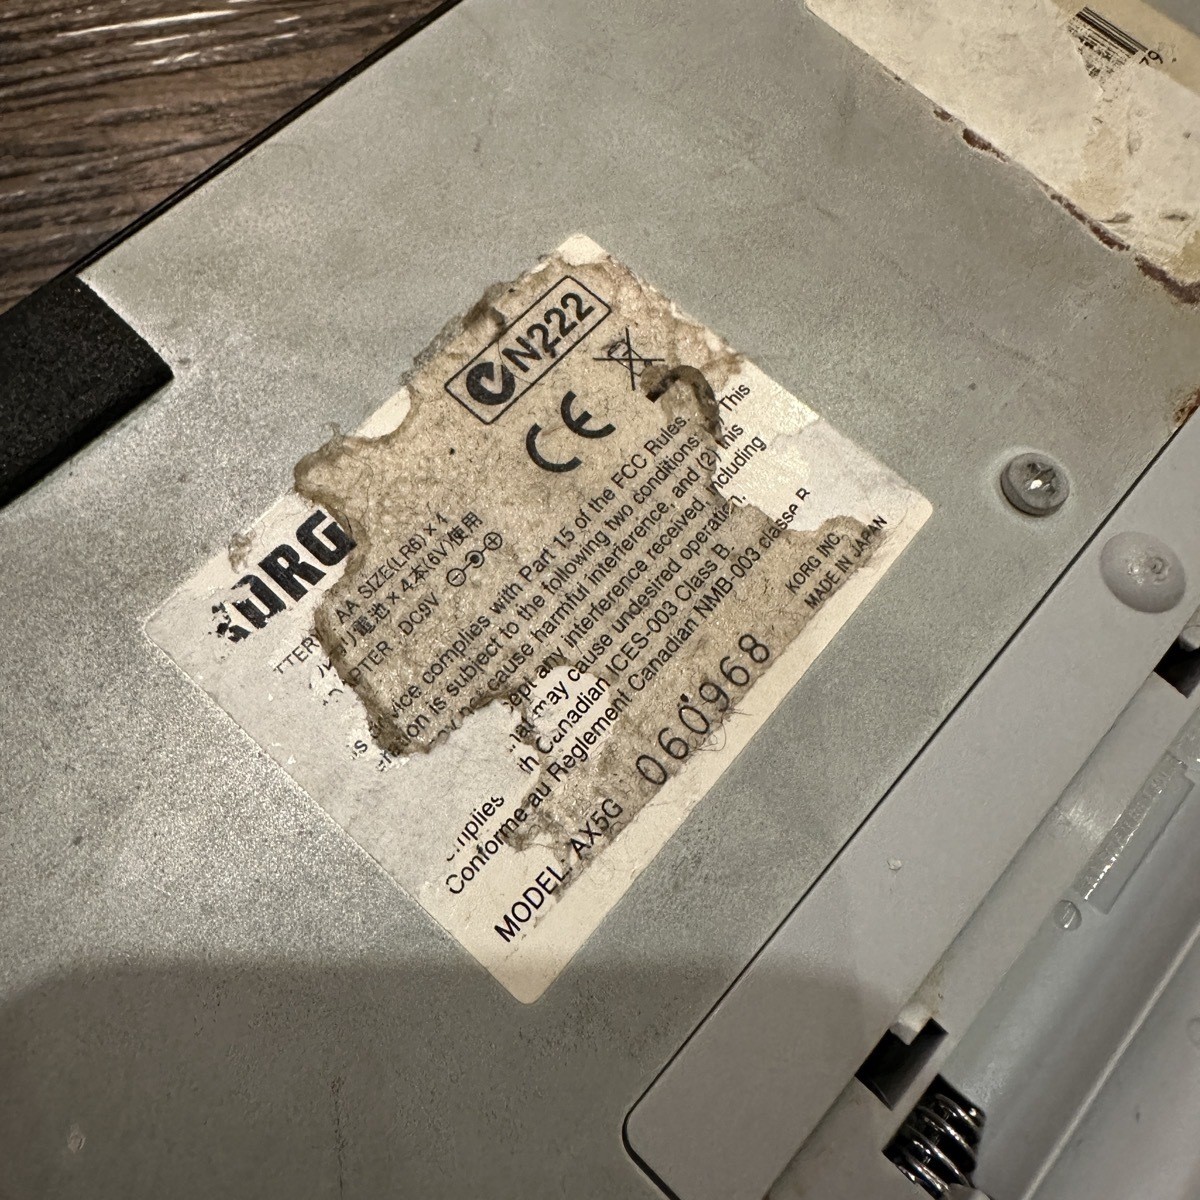 N222
CE
KORG
AA SIZE(LR6) × 4
電池 × 4本(6V)使用
DC9V
complies with Part 15 of the FCC Rules.
is subject to the following two conditions: This
cause harmful interference, and (2) this
any interference received, including
may cause undesired operation.
Canadian ICES-003 Class B.
Conforme au Reglement Canadian NMB-003 classe
KORG INC.
MADE IN JAPAN
MODEL: AX5G 060968
79